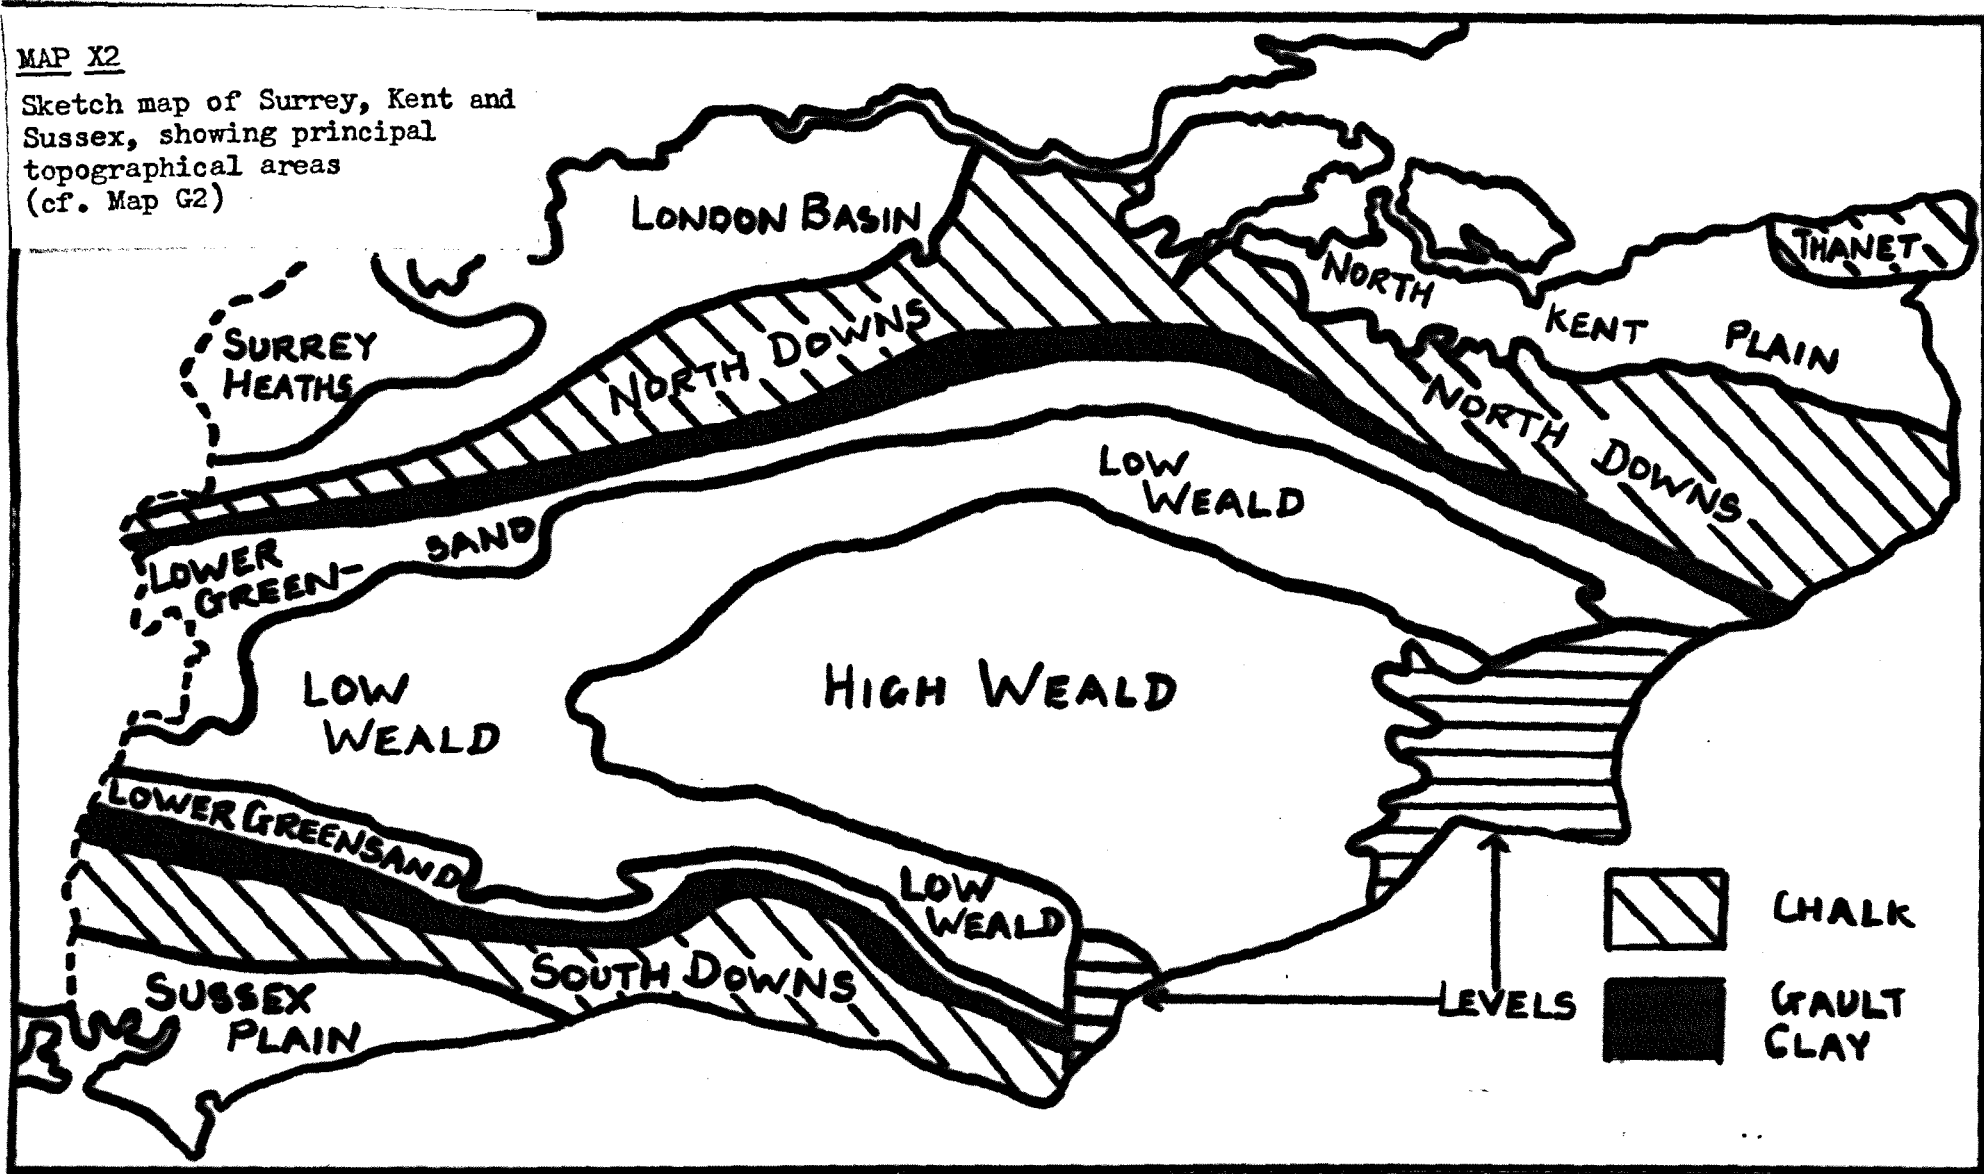 MAP X2
Sketch map of Surrey, Kent and
Sussex, showing principal
topographical areas
(cf. Map G2)
LONDON BASIN
THANET
NORTH
KENT
PLAIN
SURREY
HEATHS
NORTH DOWNS
NORTH DOWNS
LOW
WEALD
LOWER
GREEN-
SAND
HIGH WEALD
LOW
WEALD
LOWER GREENSAND
LOW
WEALD
SOUTH DOWNS
SUSSEX
PLAIN
LEVELS
CHALK
GAULT
CLAY